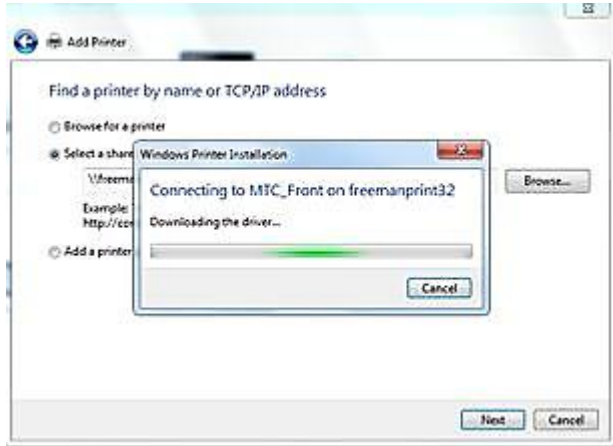 Add Printer
Find a printer by name or TCP/IP address
Browse for a printer
Select a share
Windows Printer Installation
Connecting to MTC_Front on freemanprint32
Browse...
Example:
Downloading the driver...
http://
Add a printer
Cancel
Next
Cancel